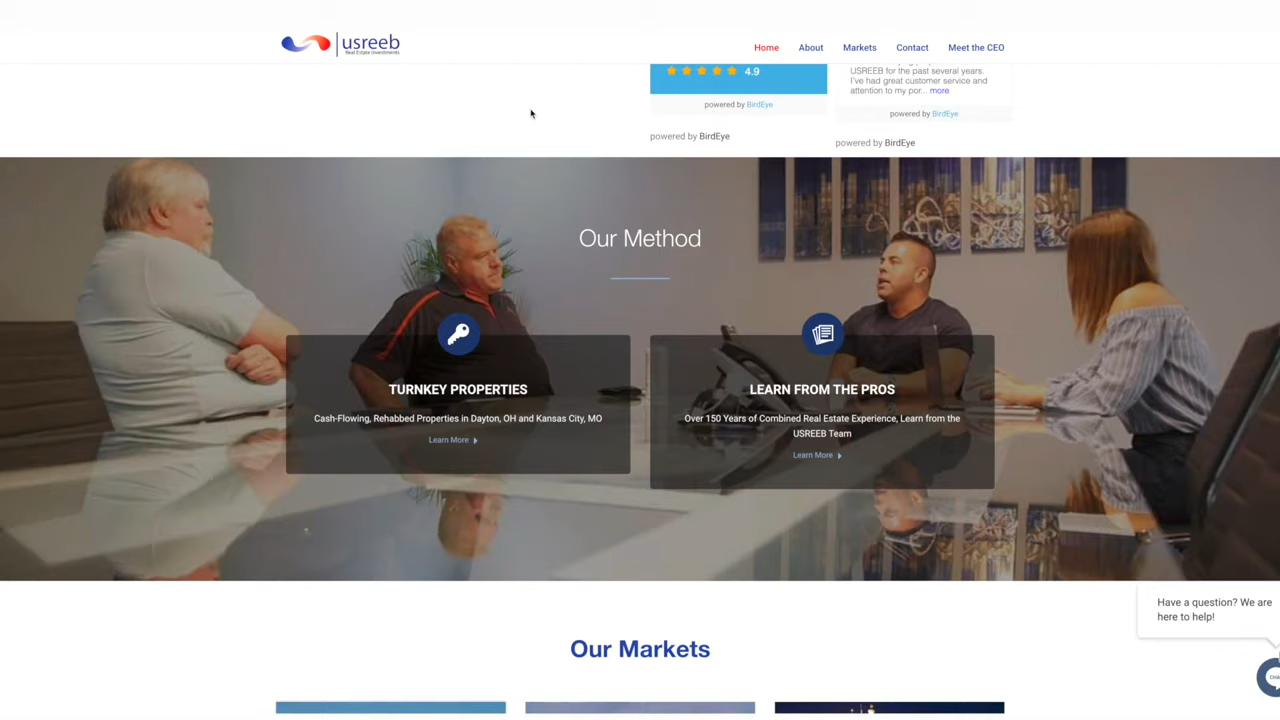 usreeb
Real Estate Investments
Home About Markets Contact Meet the CEO
4.9
powered by BirdEye
powered by BirdEye
USREEB for the past several years.
I've had great customer service and
attention to my por... more
powered by BirdEye
powered by BirdEye
Our Method
TURNKEY PROPERTIES
Cash-Flowing, Rehabbed Properties in Dayton, OH and Kansas City, MO
Learn More
LEARN FROM THE PROS
Over 150 Years of Combined Real Estate Experience, Learn from the
USREEB Team
Learn More
Our Markets
Have a question? We are
here to help!